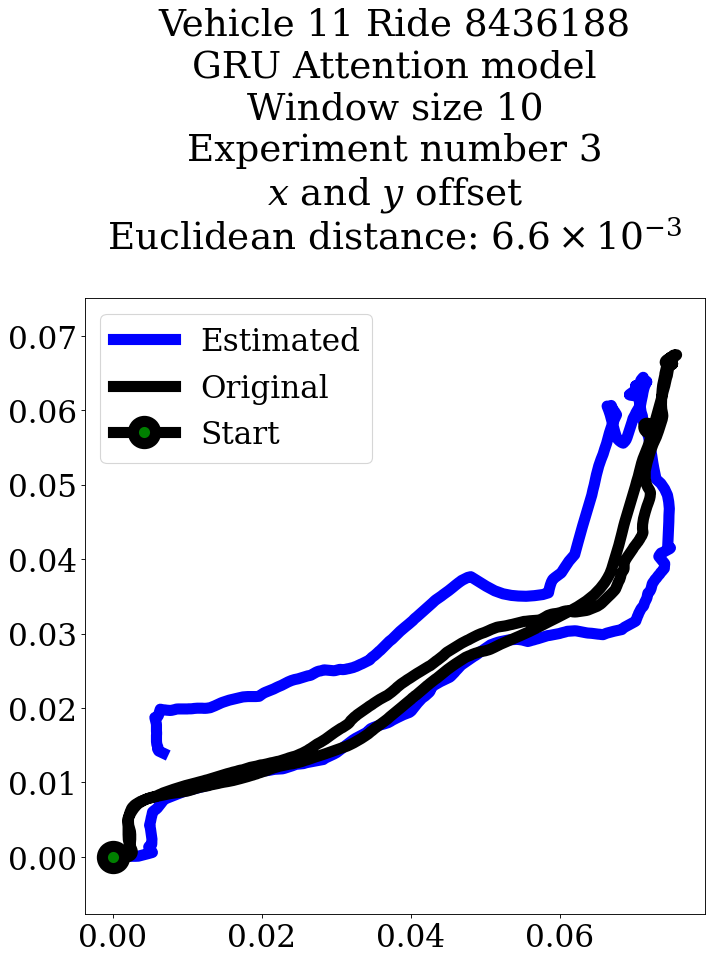 Vehicle 11 Ride 8436188
GRU Attention model
Window size 10
Experiment number 3
x and y offset
Euclidean distance: 6.6 × 10⁻³
Estimated
Original
Start
0.07
0.06
0.05
0.04
0.03
0.02
0.01
0.00
0.00 0.02 0.04 0.06